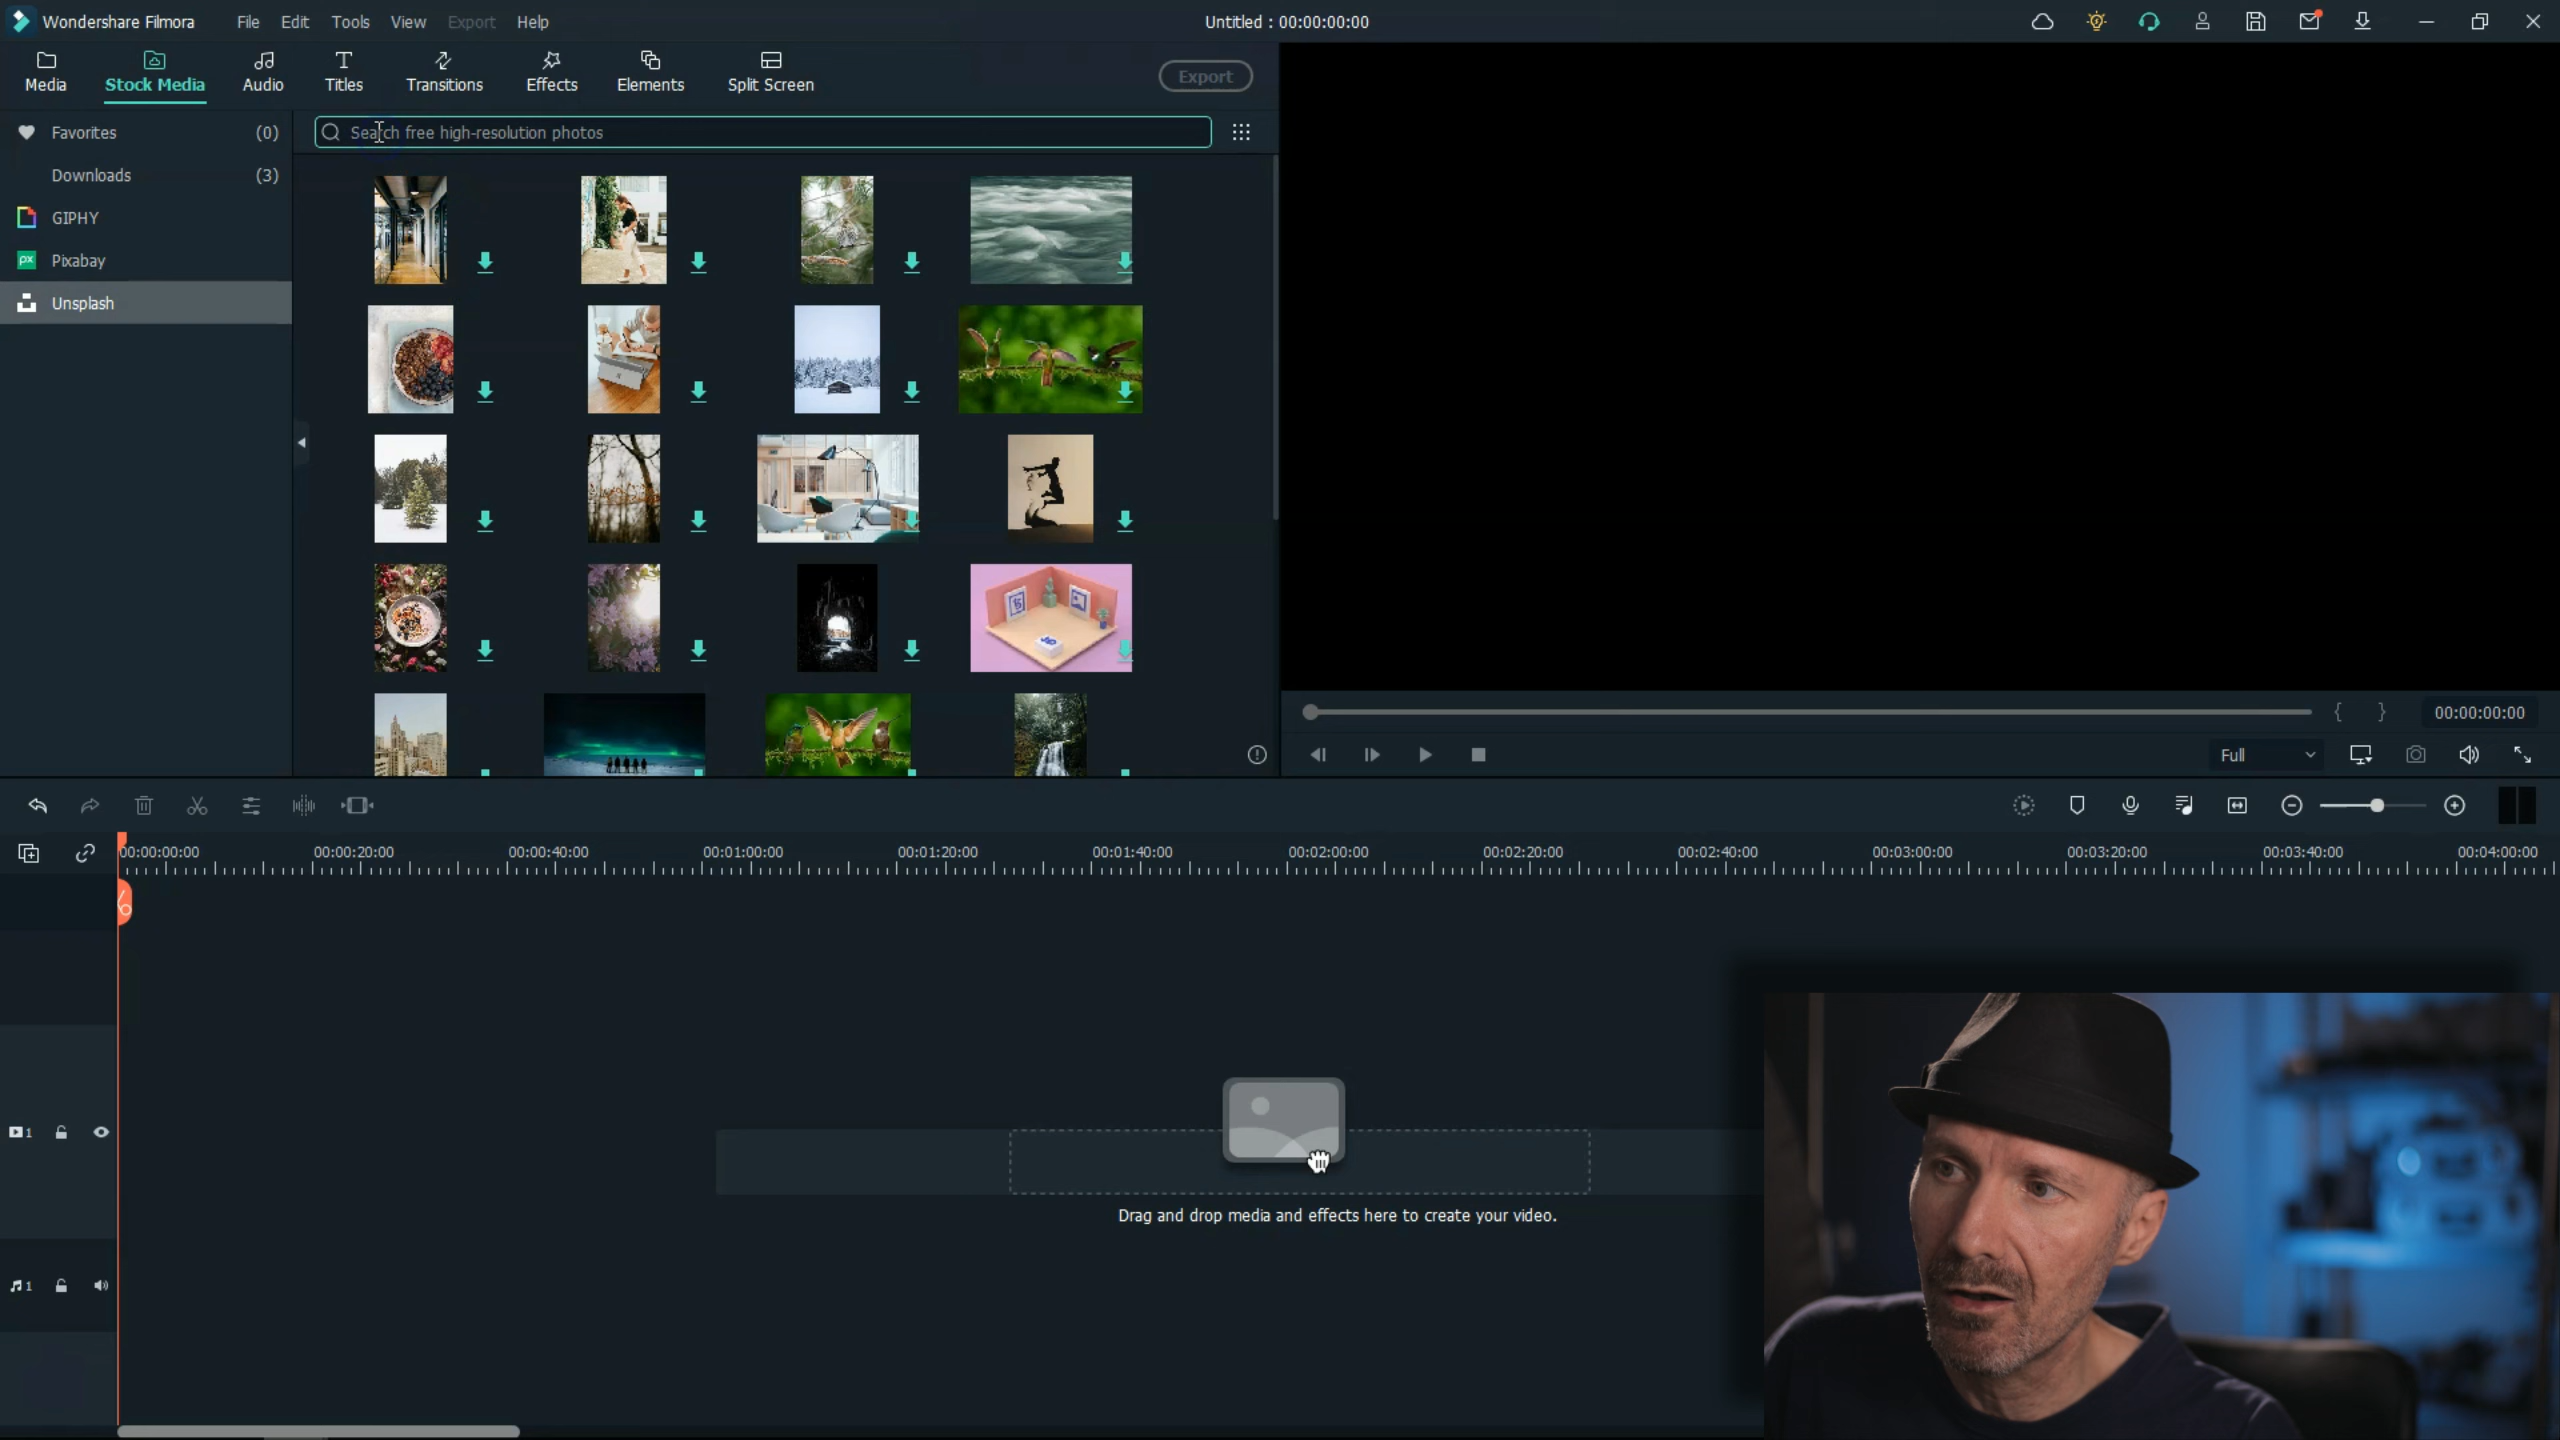 Wondershare Filmora File Edit Tools View Export Help Untitled : 00:00:00:00
Media Stock Media Audio Titles Transitions Effects Elements Split Screen Export
Favorites (0)
Search free high-resolution photos
Downloads (3)
GIPHY
px Pixabay
Unsplash
{ } 00:00:00:00
Full
00:00:00:00 00:00:20:00 00:00:40:00 00:01:00:00 00:01:20:00 00:01:40:00 00:02:00:00 00:02:20:00 00:02:40:00 00:03:00:00 00:03:20:00 00:03:40:00 00:04:00:00
1
Drag and drop media and effects here to create your video.
1